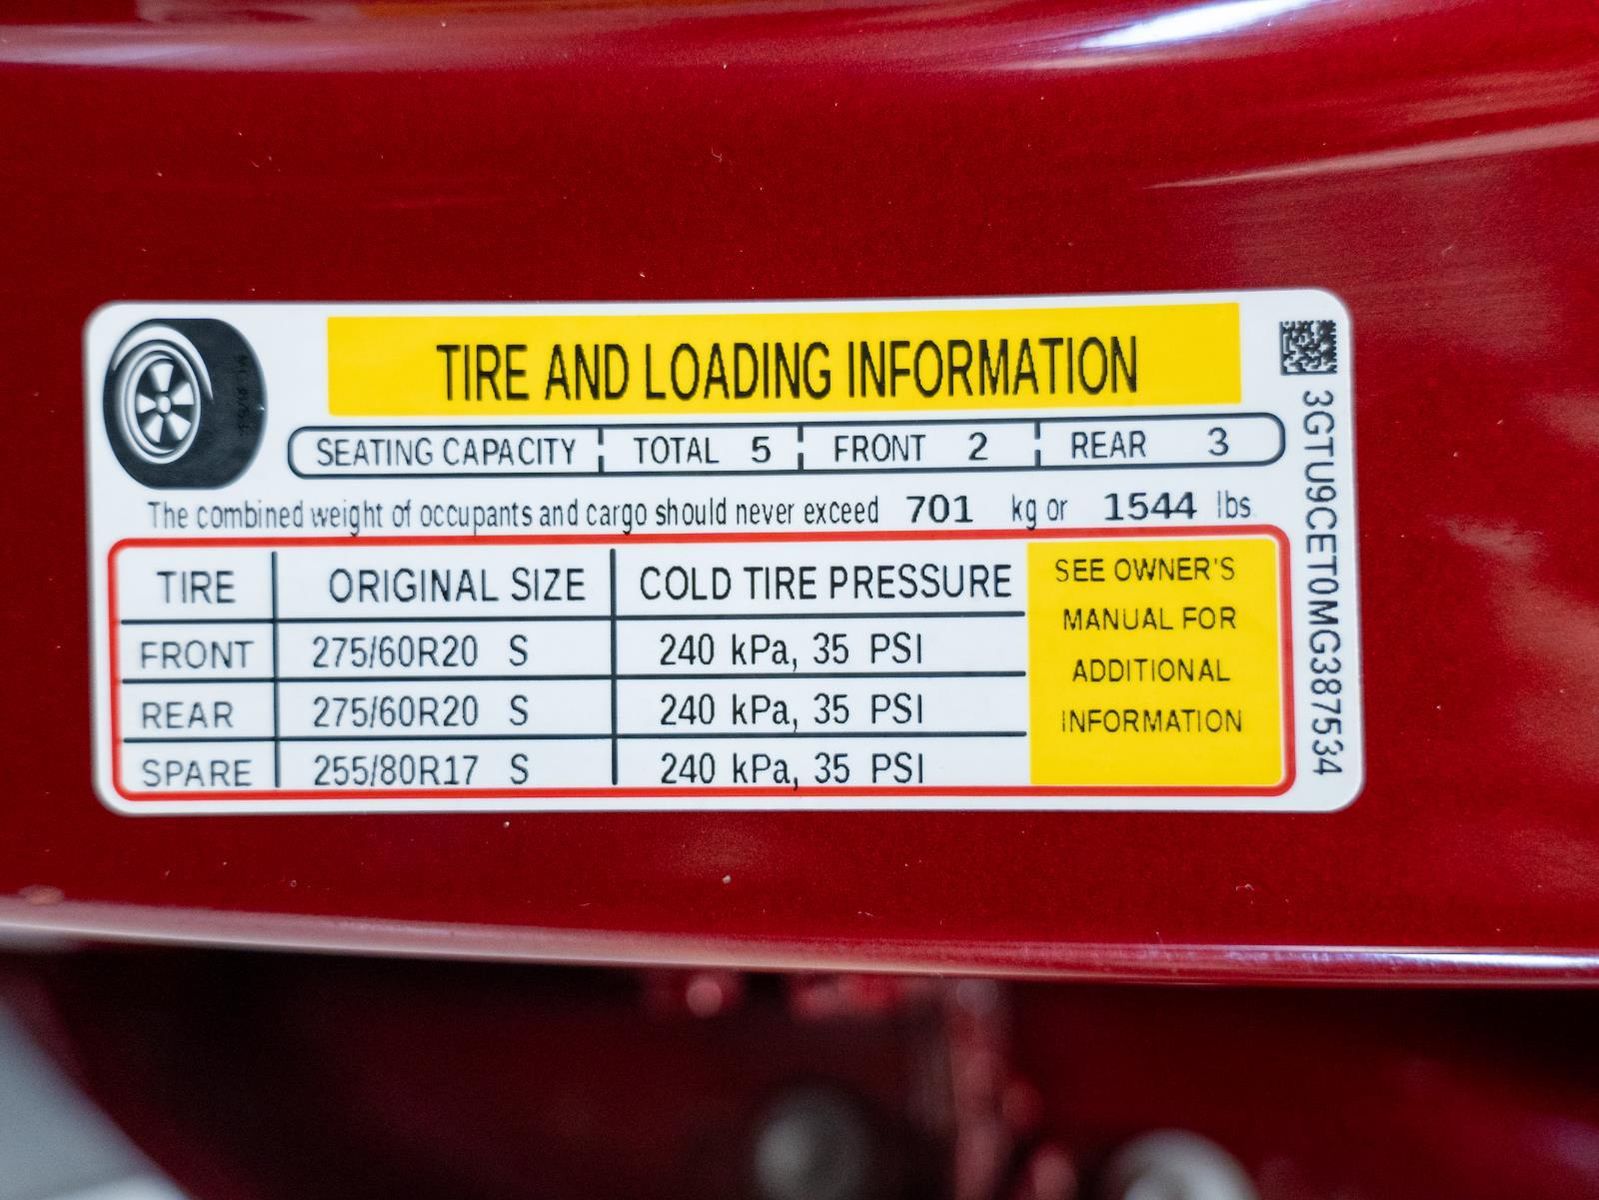 TIRE AND LOADING INFORMATION
SEATING CAPACITY TOTAL 5 FRONT 2 REAR 3
The combined weight of occupants and cargo should never exceed 701 kg or 1544 lbs.
TIRE ORIGINAL SIZE COLD TIRE PRESSURE
FRONT 275/60R20 S 240 kPa, 35 PSI
REAR 275/60R20 S 240 kPa, 35 PSI
SPARE 255/80R17 S 240 kPa, 35 PSI
SEE OWNER'S
MANUAL FOR
ADDITIONAL
INFORMATION
3GTU9CET0MG387534